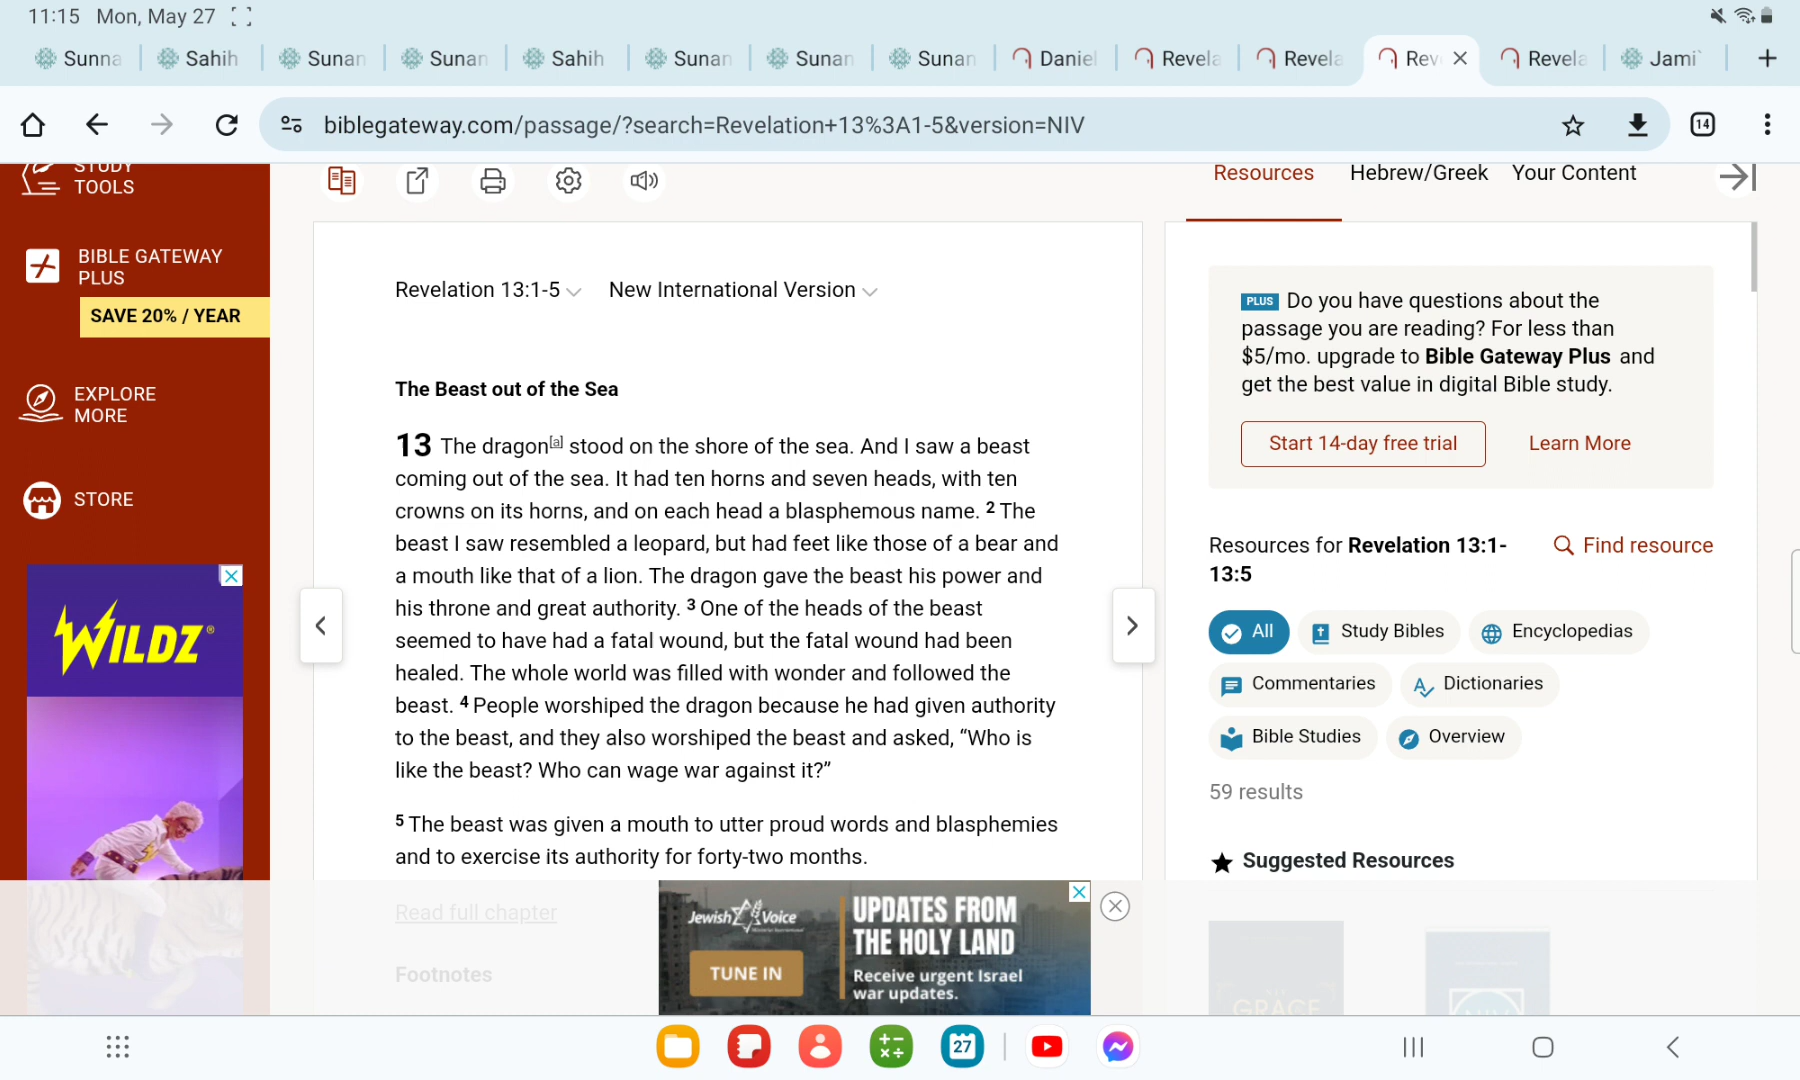 11:15 Mon, May 27
Sunna Sahih Sunan Sunan Sahih Sunan Sunan Sunan Daniel Revela Revela Rev Revela Jami`
biblegateway.com/passage/?search=Revelation+13%3A1-5&version=NIV
14
STUDY
TOOLS
BIBLE GATEWAY
PLUS
SAVE 20% / YEAR
EXPLORE
MORE
STORE
WILDZ®
Resources Hebrew/Greek Your Content
Revelation 13:1-5 New International Version
The Beast out of the Sea
13 The dragon[a] stood on the shore of the sea. And I saw a beast
coming out of the sea. It had ten horns and seven heads, with ten
crowns on its horns, and on each head a blasphemous name. 2 The
beast I saw resembled a leopard, but had feet like those of a bear and
a mouth like that of a lion. The dragon gave the beast his power and
his throne and great authority. 3 One of the heads of the beast
seemed to have had a fatal wound, but the fatal wound had been
healed. The whole world was filled with wonder and followed the
beast. 4 People worshiped the dragon because he had given authority
to the beast, and they also worshiped the beast and asked, “Who is
like the beast? Who can wage war against it?”
5 The beast was given a mouth to utter proud words and blasphemies
and to exercise its authority for forty-two months.
Read full chapter
Footnotes
PLUS Do you have questions about the
passage you are reading? For less than
$5/mo. upgrade to Bible Gateway Plus and
get the best value in digital Bible study.
Start 14-day free trial Learn More
Resources for Revelation 13:1-
13:5
Find resource
All Study Bibles Encyclopedias
Commentaries Dictionaries
Bible Studies Overview
59 results
Suggested Resources
GRACE
Jewish Voice
TUNE IN
UPDATES FROM
THE HOLY LAND
Receive urgent Israel
war updates.
27